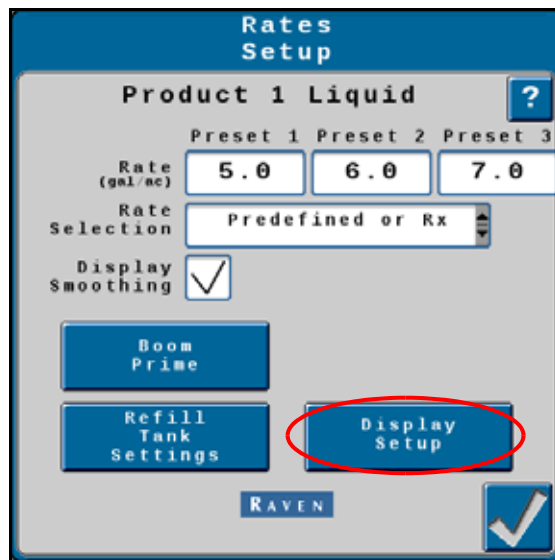 Rates
Setup
Product 1 Liquid
?
Preset 1 Preset 2 Preset 3
Rate
(gal/ac)
5.0 6.0 7.0
Rate
Selection
Predefined or Rx
Display
Smoothing
Boom
Prime
Refill
Tank
Settings
Display
Setup
RAVEN